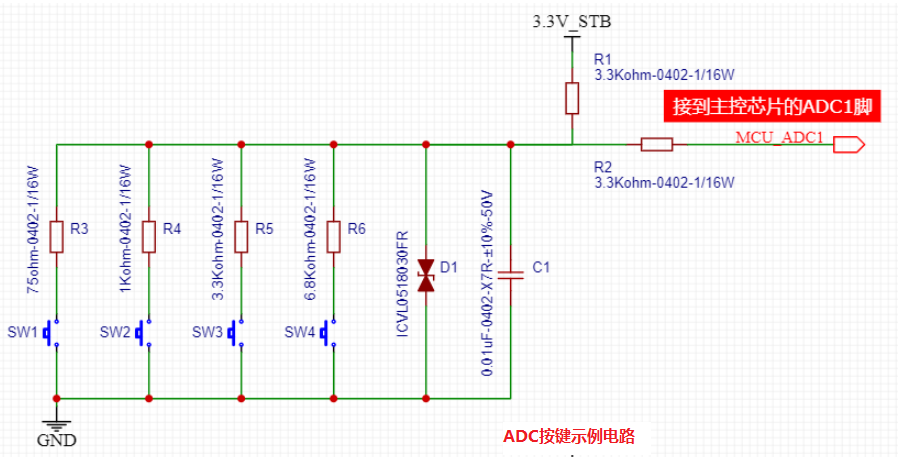 3.3V_STB
R1
3.3Kohm-0402-1/16W
接到主控芯片的ADC1脚
MCU_ADC1
R2
3.3Kohm-0402-1/16W
75ohm-0402-1/16W
R3
1Kohm-0402-1/16W
R4
3.3Kohm-0402-1/16W
R5
6.8Kohm-0402-1/16W
R6
ICVL0518030FR
D1
0.01uF-0402-X7R-±10%-50V
C1
SW1
SW2
SW3
SW4
GND
ADC按键示例电路